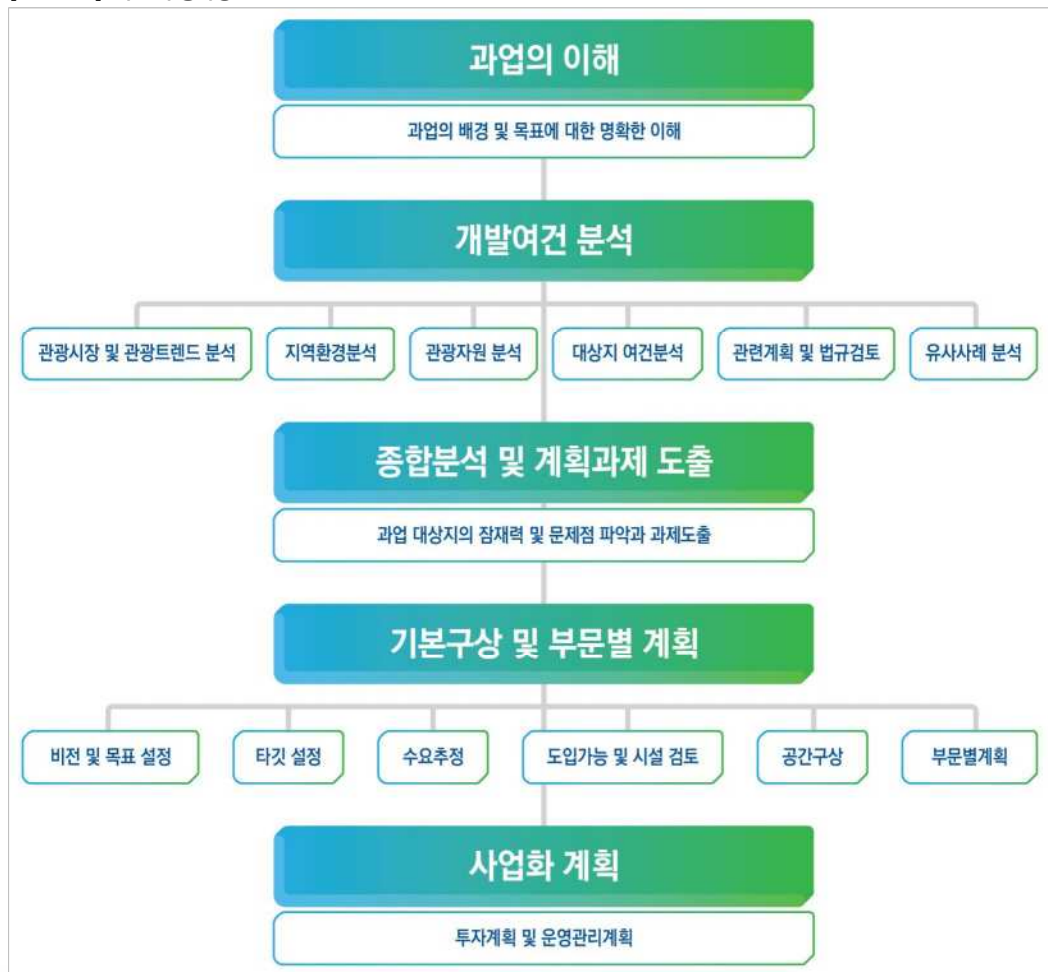 과업의 이해
과업의 배경 및 목표에 대한 명확한 이해
개발여건 분석
관광시장 및 관광트렌드 분석
지역환경분석
관광자원 분석
대상지 여건분석
관련계획 및 법규검토
유사사례 분석
종합분석 및 계획과제 도출
과업 대상지의 잠재력 및 문제점 파악과 과제도출
기본구상 및 부문별 계획
비전 및 목표 설정
타깃 설정
수요추정
도입가능 및 시설 검토
공간구상
부문별계획
사업화 계획
투자계획 및 운영관리계획